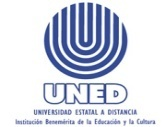 UNED
UNIVERSIDAD ESTATAL A DISTANCIA
Institución Benemérita de la Educación y la Cultura